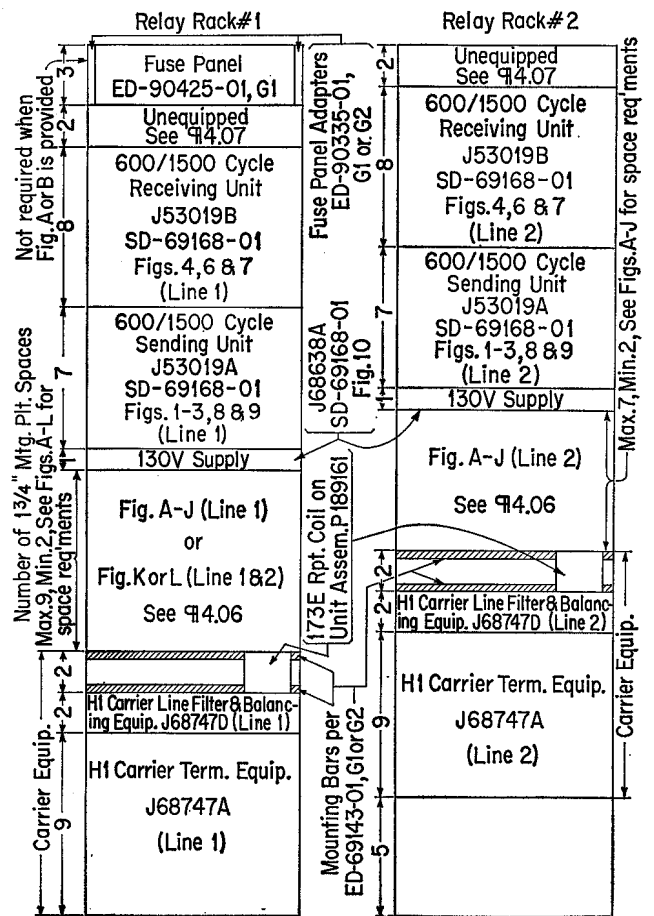 Relay Rack#1
Relay Rack#2
Not required when
Fig. A or B is provided
3
Fuse Panel
ED-90425-01, G1
2
Unequipped
See ¶4.07
8
600/1500 Cycle
Receiving Unit
J53019B
SD-69168-01
Figs. 4, 6 & 7
(Line 1)
7
600/1500 Cycle
Sending Unit
J53019A
SD-69168-01
Figs. 1-3, 8 & 9
(Line 1)
1
130V Supply
Number of 1 3/4" Mtg. Plt. Spaces
Max. 9, Min. 2, See Figs. A-L for
space req'ments
Fig. A-J (Line 1)
or
Fig. K or L (Line 1&2)
See ¶4.06
Carrier Equip.
2
2
H1 Carrier Line Filter & Balanc-
ing Equip. J68747D (Line 1)
9
H1 Carrier Term. Equip.
J68747A
(Line 1)
Fuse Panel Adapters
ED-90335-01,
G1 or G2
J68638A
SD-69168-01
Fig. 10
173E Rpt. Coil on
Unit Assem. P189161
Mounting Bars per
ED-69143-01, G1 or G2
2
Unequipped
See ¶4.07
8
600/1500 Cycle
Receiving Unit
J53019B
SD-69168-01
Figs. 4, 6 & 7
(Line 2)
7
600/1500 Cycle
Sending Unit
J53019A
SD-69168-01
Figs. 1-3, 8 & 9
(Line 2)
1
130V Supply
Fig. A-J (Line 2)
See ¶4.06
Max. 7, Min. 2, See Figs. A-J for space req'ments
2
2
H1 Carrier Line Filter & Balanc-
ing Equip. J68747D (Line 2)
9
H1 Carrier Term. Equip.
J68747A
(Line 2)
Carrier Equip.
5